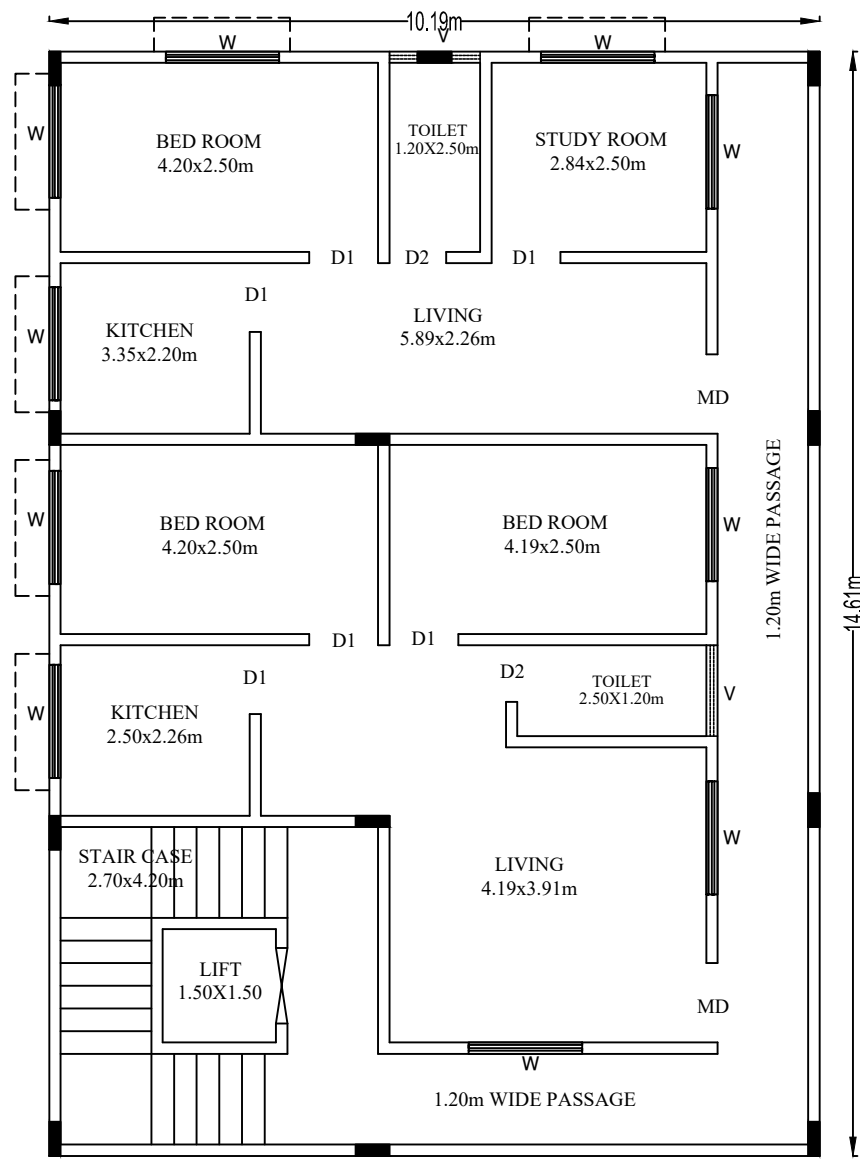 10.19m
W
V
W
W
BED ROOM
4.20x2.50m
TOILET
1.20X2.50m
STUDY ROOM
2.84x2.50m
W
D1
D2
D1
D1
W
KITCHEN
3.35x2.20m
LIVING
5.89x2.26m
MD
W
BED ROOM
4.20x2.50m
BED ROOM
4.19x2.50m
W
1.20m WIDE PASSAGE
14.61m
D1
D1
D1
D2
W
KITCHEN
2.50x2.26m
TOILET
2.50X1.20m
V
STAIR CASE
2.70x4.20m
LIVING
4.19x3.91m
W
LIFT
1.50X1.50
MD
W
1.20m WIDE PASSAGE